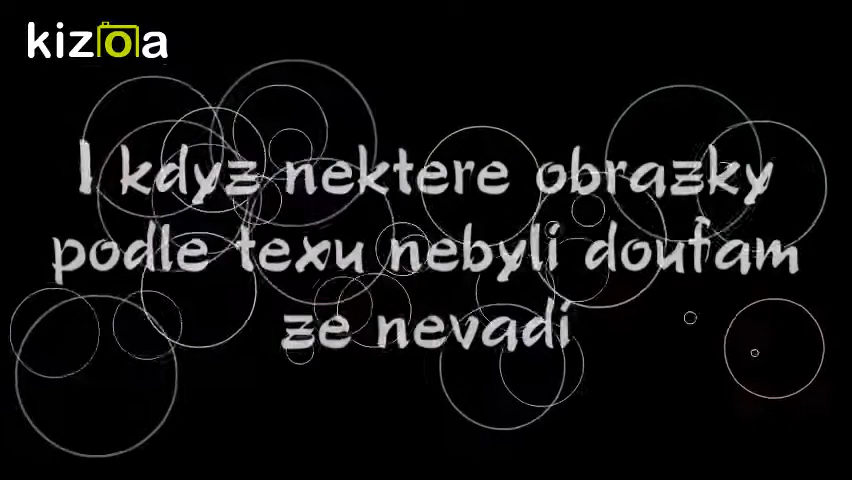 kizoa
I kdyz nektere obrazky
podle texu nebyli doufam
ze nevadi